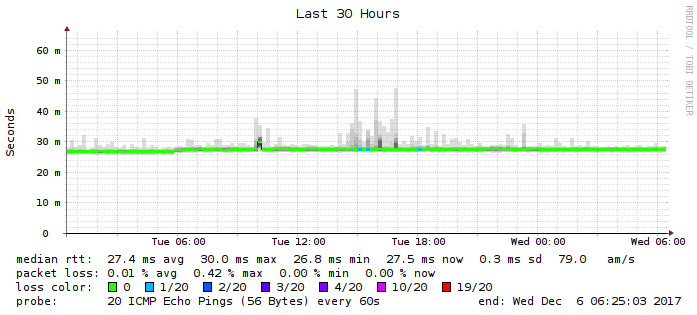 Last 30 Hours
RRDTOOL / TOBI OETIKER
Seconds
60 m
50 m
40 m
30 m
20 m
10 m
0
Tue 06:00 Tue 12:00 Tue 18:00 Wed 00:00 Wed 06:00
median rtt: 27.4 ms avg 30.0 ms max 26.8 ms min 27.5 ms now 0.3 ms sd 79.0 am/s
packet loss: 0.01 % avg 0.42 % max 0.00 % min 0.00 % now
loss color: 0 1/20 2/20 3/20 4/20 10/20 19/20
probe: 20 ICMP Echo Pings (56 Bytes) every 60s end: Wed Dec 6 06:25:03 2017